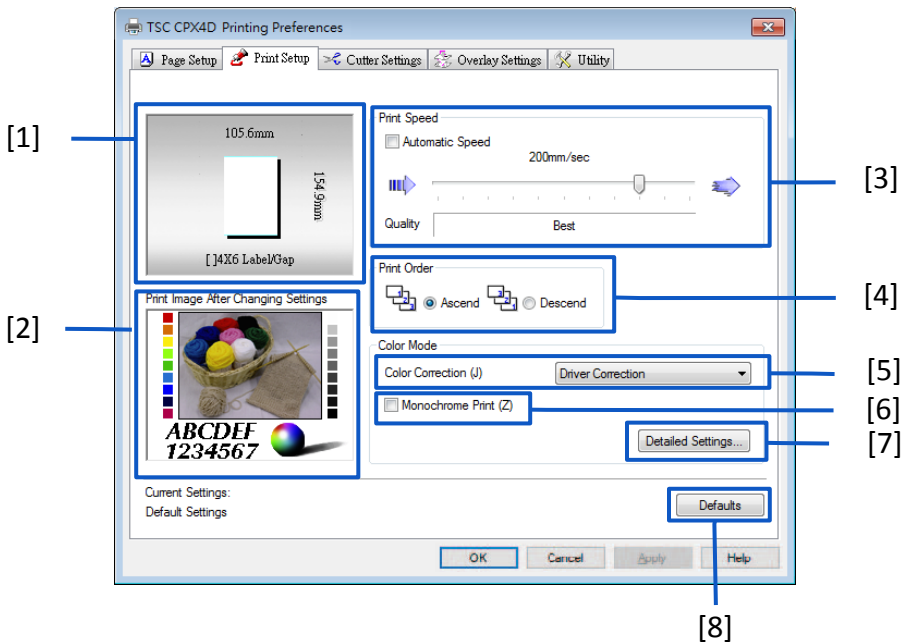 TSC CPX4D Printing Preferences
Page Setup Print Setup Cutter Settings Overlay Settings Utility
[1]
105.6mm
154.9mm
[ ]4X6 Label/Gap
Print Speed
Automatic Speed
200mm/sec
Quality Best
[3]
Print Order
Ascend Descend
[4]
[2]
Print Image After Changing Settings
ABCDEF
1234567
Color Mode
Color Correction (J) Driver Correction
[5]
Monochrome Print (Z)
[6]
Detailed Settings...
[7]
Current Settings:
Default Settings
Defaults
OK Cancel Apply Help
[8]